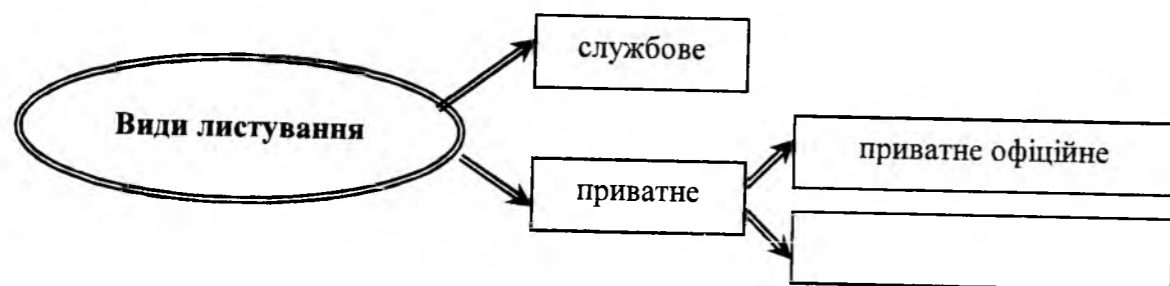 службове
Види листування
приватне офіційне
приватне